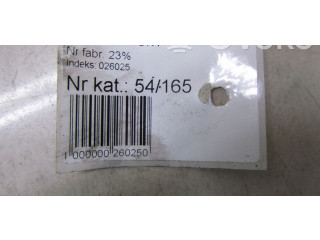 Nr fabr 23%
Indeks: 026025
Nr kat.: 54/165
1 000000 260250